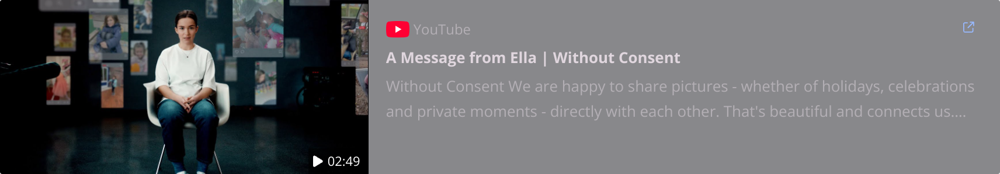 YouTube
A Message from Ella | Without Consent
Without Consent We are happy to share pictures - whether of holidays, celebrations
and private moments - directly with each other. That's beautiful and connects us....
02:49